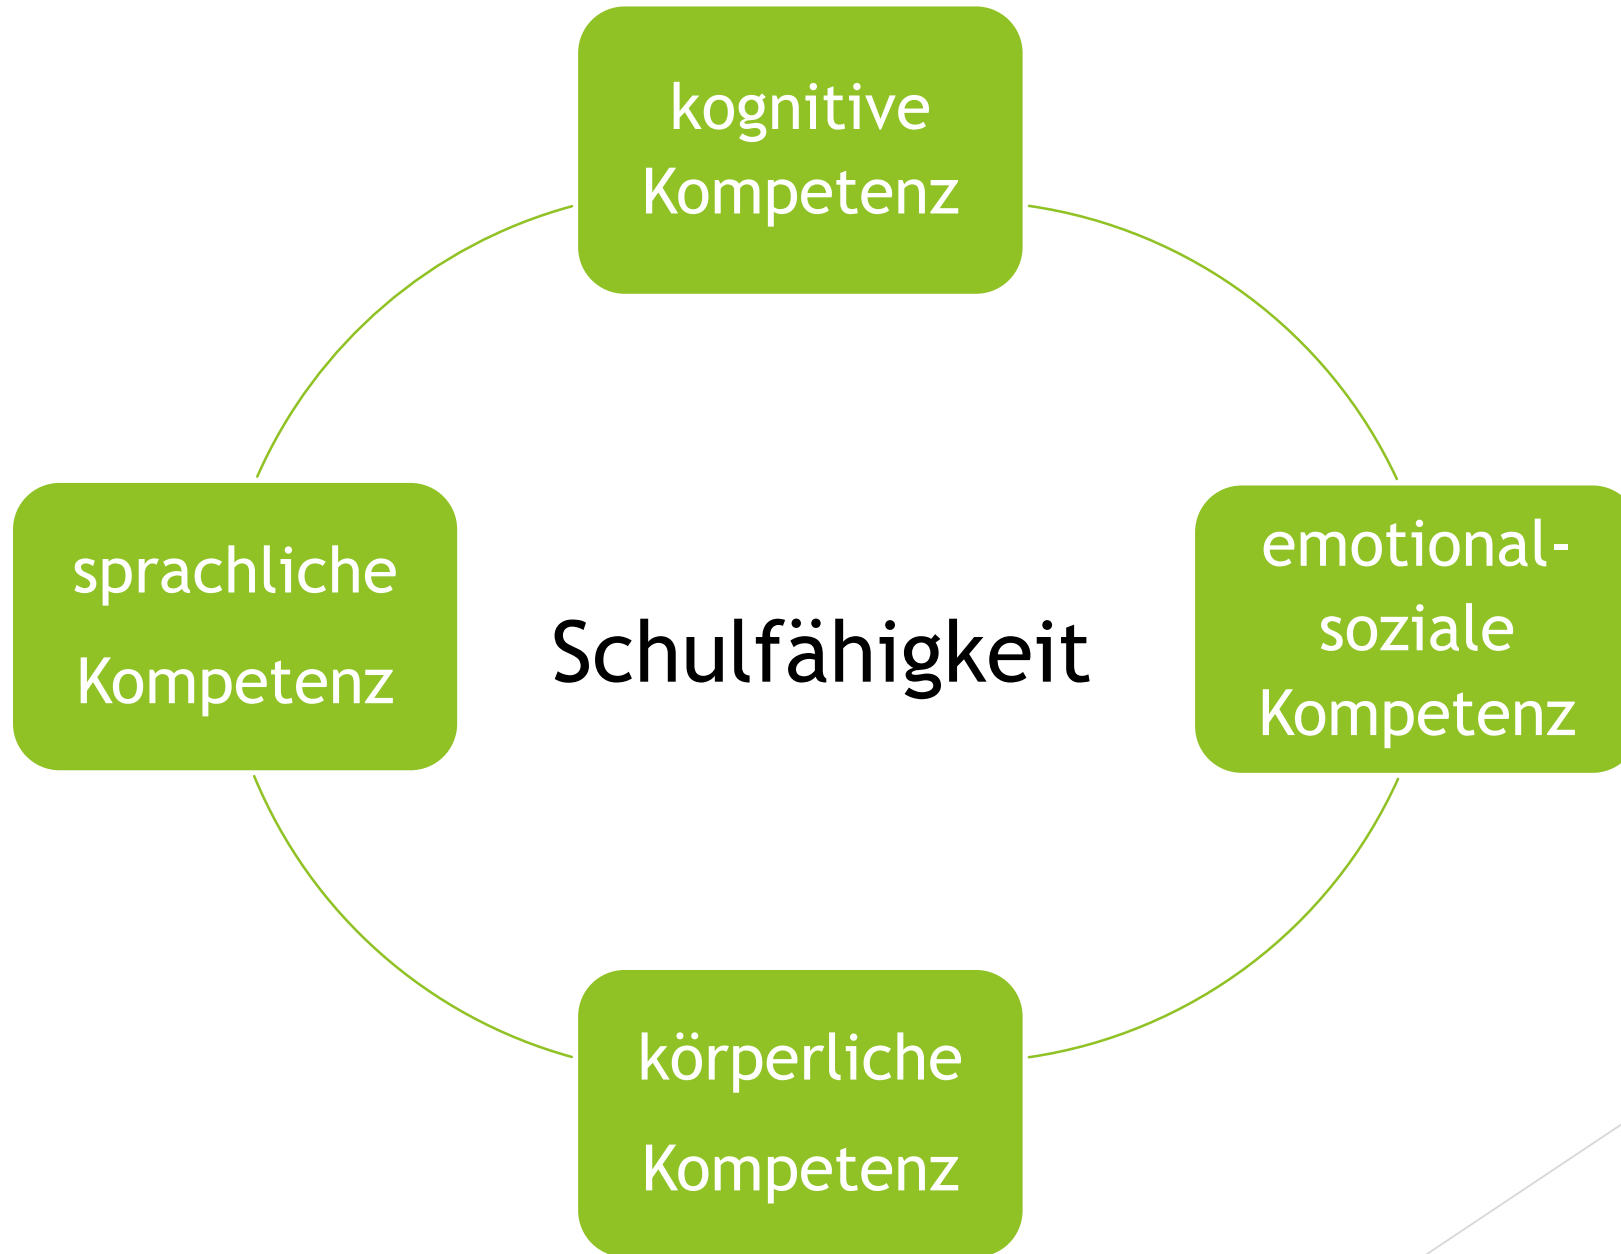 kognitive
Kompetenz
sprachliche
Kompetenz
Schulfähigkeit
emotional-
soziale
Kompetenz
körperliche
Kompetenz